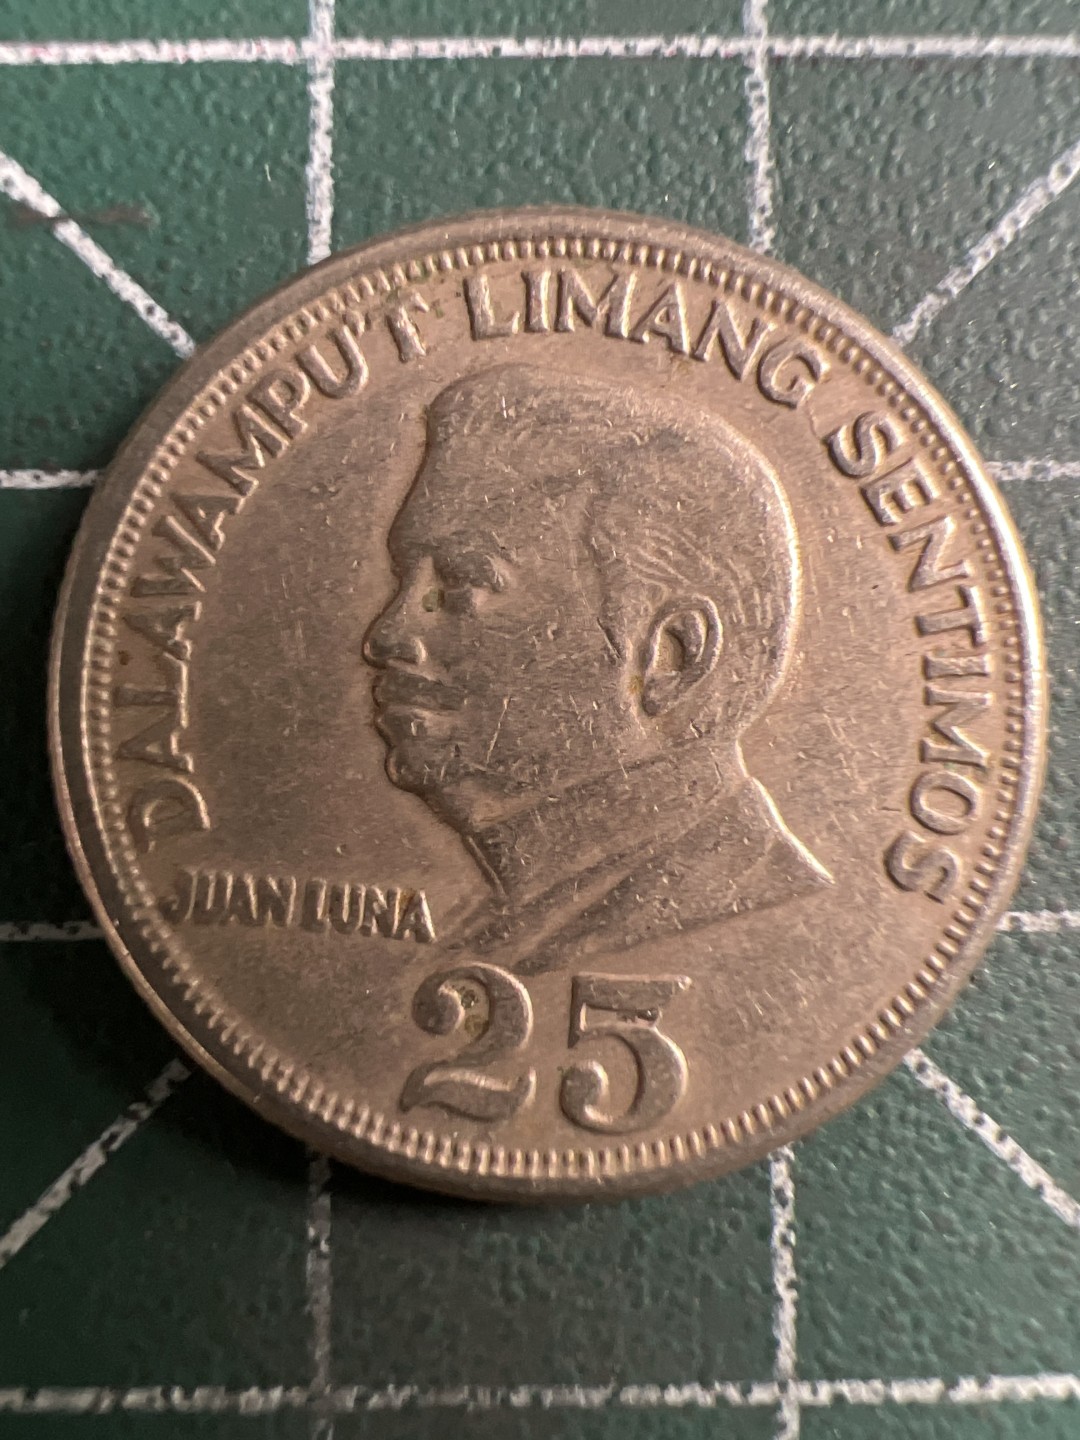 DALAWAMPU'T LIMANG SENTIMOS
JUAN LUNA
25